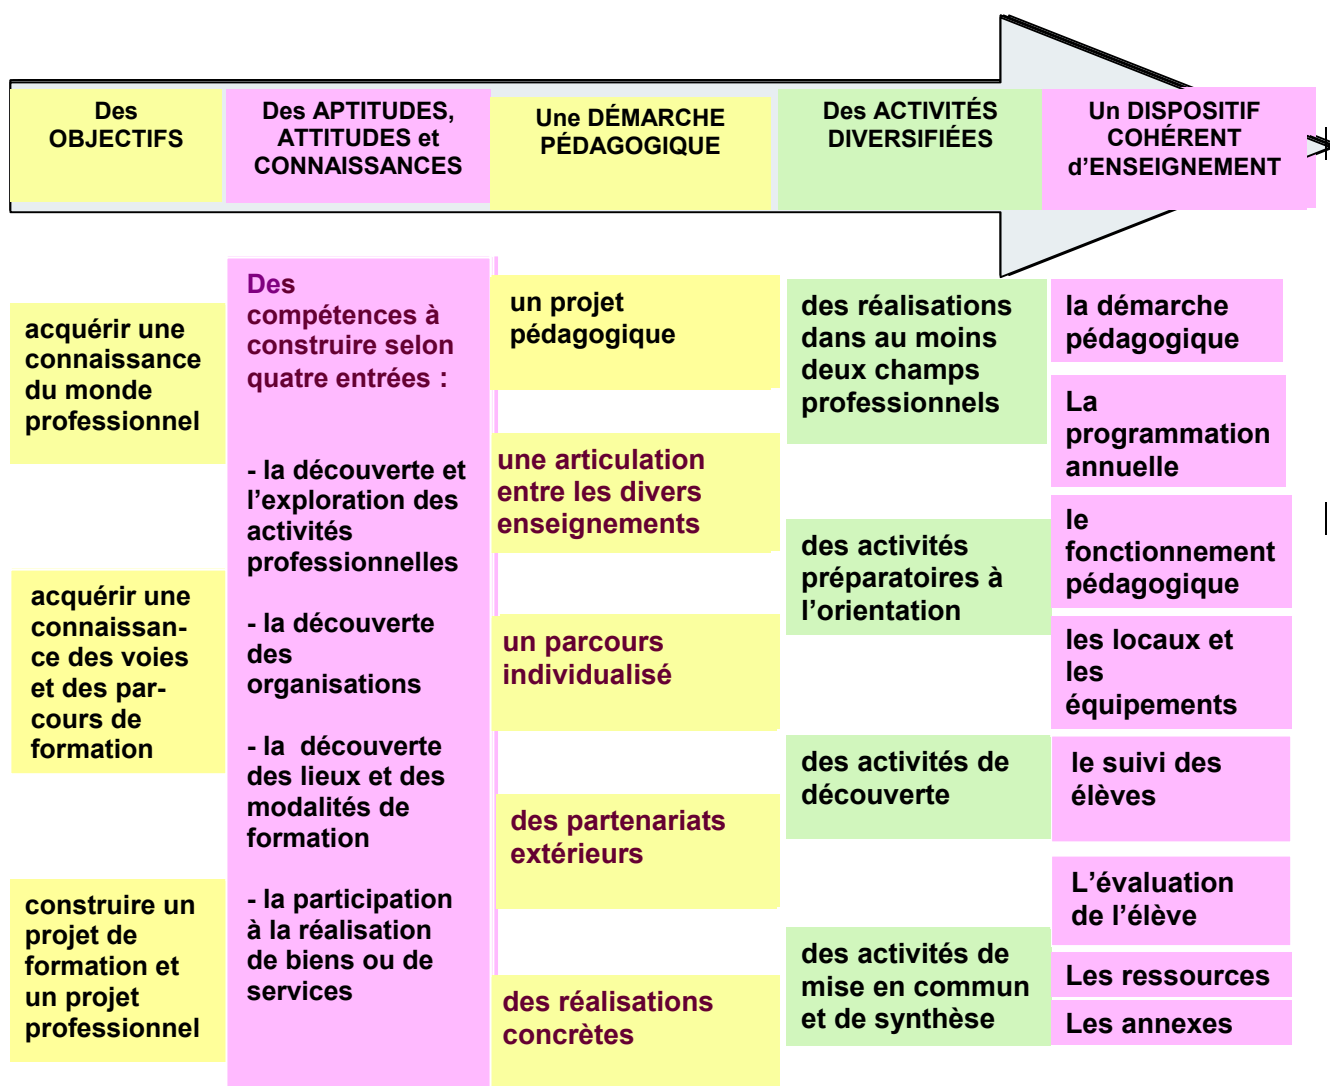 Des
OBJECTIFS
Des APTITUDES,
ATTITUDES et
CONNAISSANCES
Une DÉMARCHE
PÉDAGOGIQUE
Des ACTIVITÉS
DIVERSIFIÉES
Un DISPOSITIF
COHÉRENT
d’ENSEIGNEMENT
acquérir une
connaissance
du monde
professionnel
acquérir une
connaissan-
ce des voies
et des par-
cours de
formation
construire un
projet de
formation et
un projet
professionnel
Des
compétences à
construire selon
quatre entrées :
- la découverte et
l’exploration des
activités
professionnelles
- la découverte
des
organisations
- la  découverte
des lieux et des
modalités de
formation
- la participation
à la réalisation
de biens ou de
services
un projet
pédagogique
une articulation
entre les divers
enseignements
un parcours
individualisé
des partenariats
extérieurs
des réalisations
concrètes
des réalisations
dans au moins
deux champs
professionnels
des activités
préparatoires à
l’orientation
des activités de
découverte
des activités de
mise en commun
et de synthèse
la démarche
pédagogique
La
programmation
annuelle
le
fonctionnement
pédagogique
les locaux et
les
équipements
le suivi des
élèves
L’évaluation
de l’élève
Les ressources
Les annexes